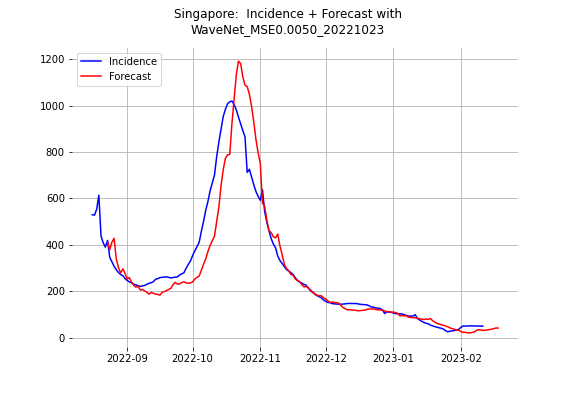 Singapore:  Incidence + Forecast with
WaveNet_MSE0.0050_20221023
Incidence
Forecast
1200
1000
800
600
400
200
0
2022-09 2022-10 2022-11 2022-12 2023-01 2023-02